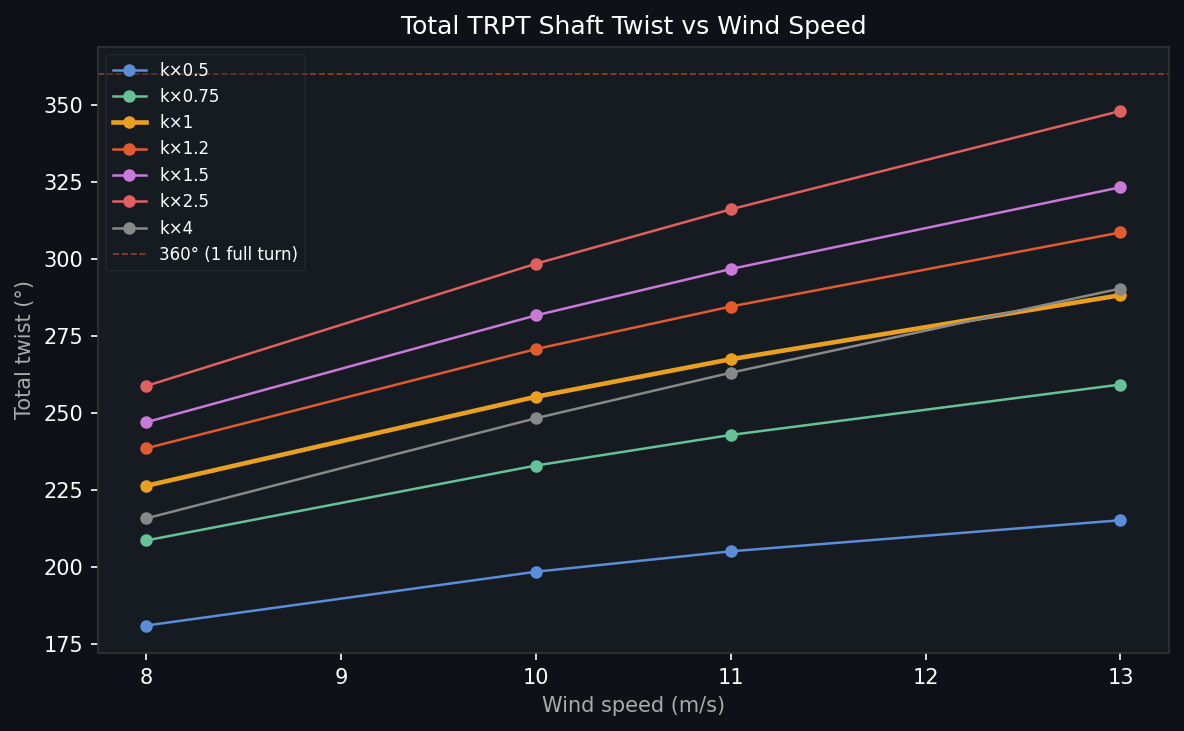 Total TRPT Shaft Twist vs Wind Speed
k×0.5
k×0.75
k×1
k×1.2
k×1.5
k×2.5
k×4
360° (1 full turn)
Total twist (°)
350
325
300
275
250
225
200
175
8
9
10
11
12
13
Wind speed (m/s)